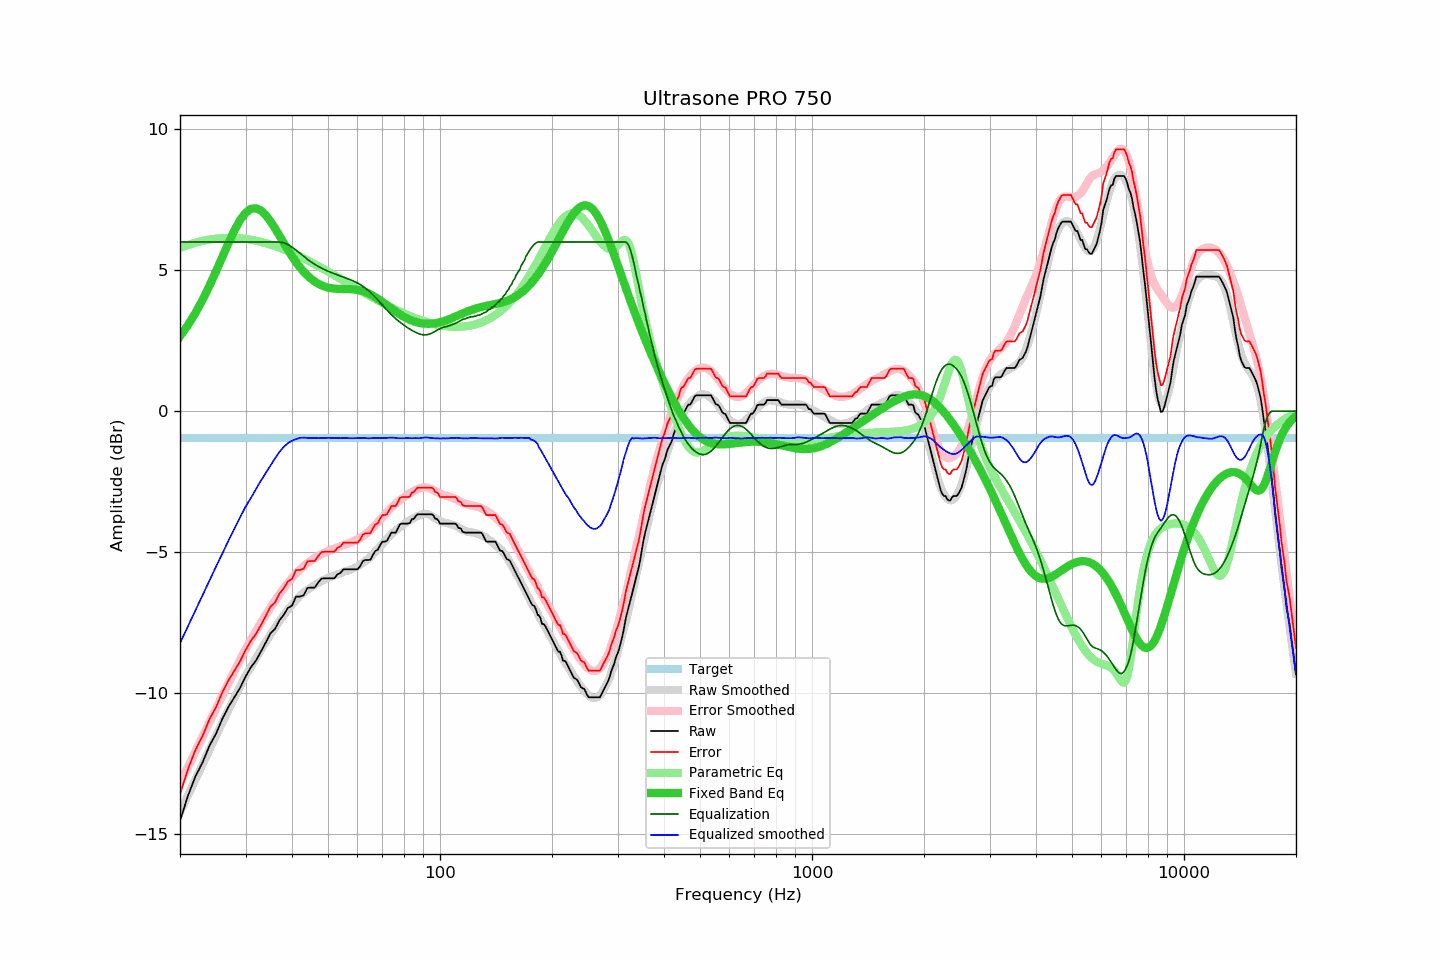 Ultrasone PRO 750
10
5
0
−5
−10
−15
Amplitude (dBr)
Target
Raw Smoothed
Error Smoothed
Raw
Error
Parametric Eq
Fixed Band Eq
Equalization
Equalized smoothed
100
1000
10000
Frequency (Hz)